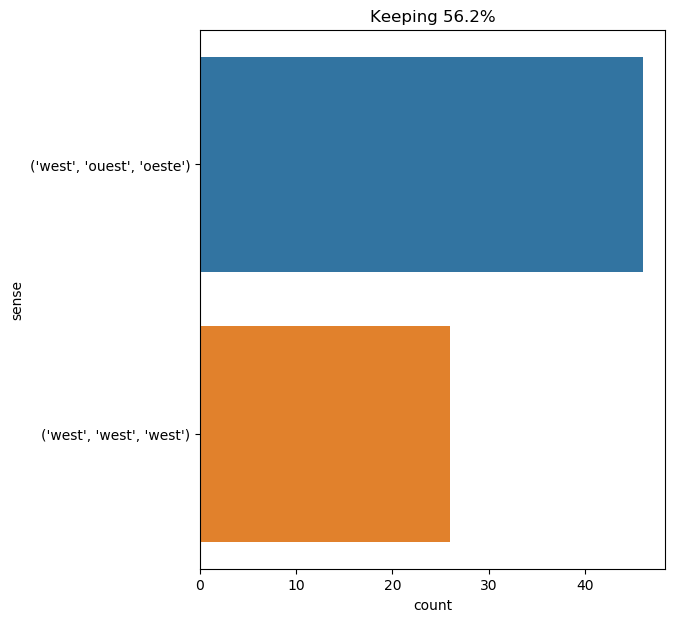 Keeping 56.2%
('west', 'ouest', 'oeste')
sense
('west', 'west', 'west')
0 10 20 30 40
count